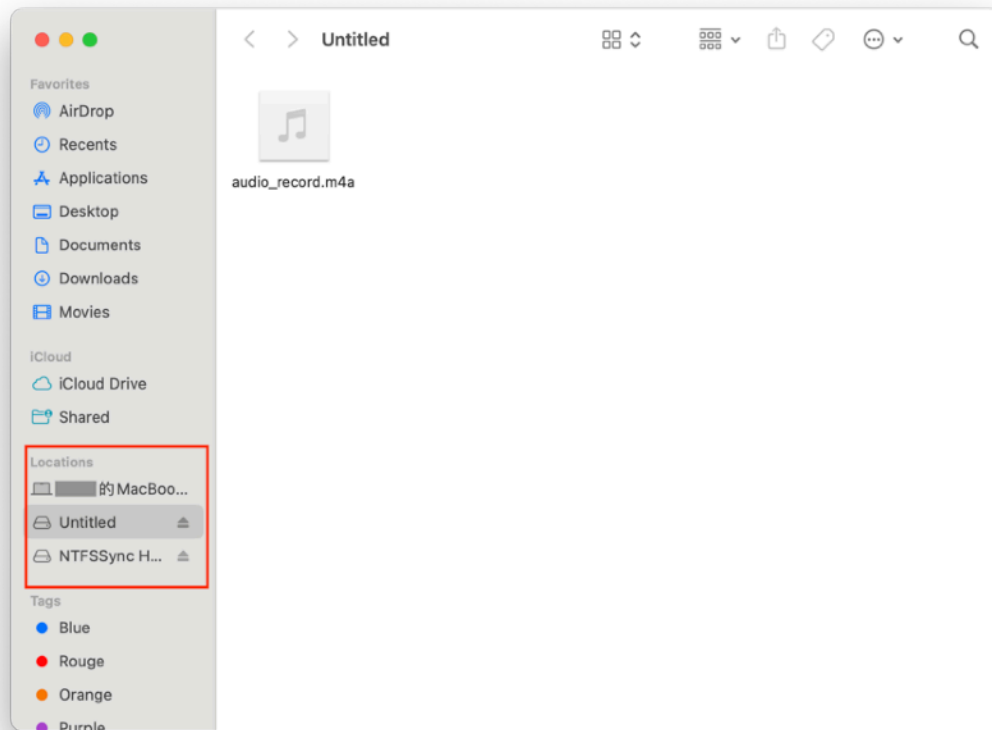 Untitled
Favorites
AirDrop
Recents
Applications
Desktop
Documents
Downloads
Movies
iCloud
iCloud Drive
Shared
Locations
的 MacBoo...
Untitled
NTFSSync H...
Tags
Blue
Rouge
Orange
Purple
audio_record.m4a